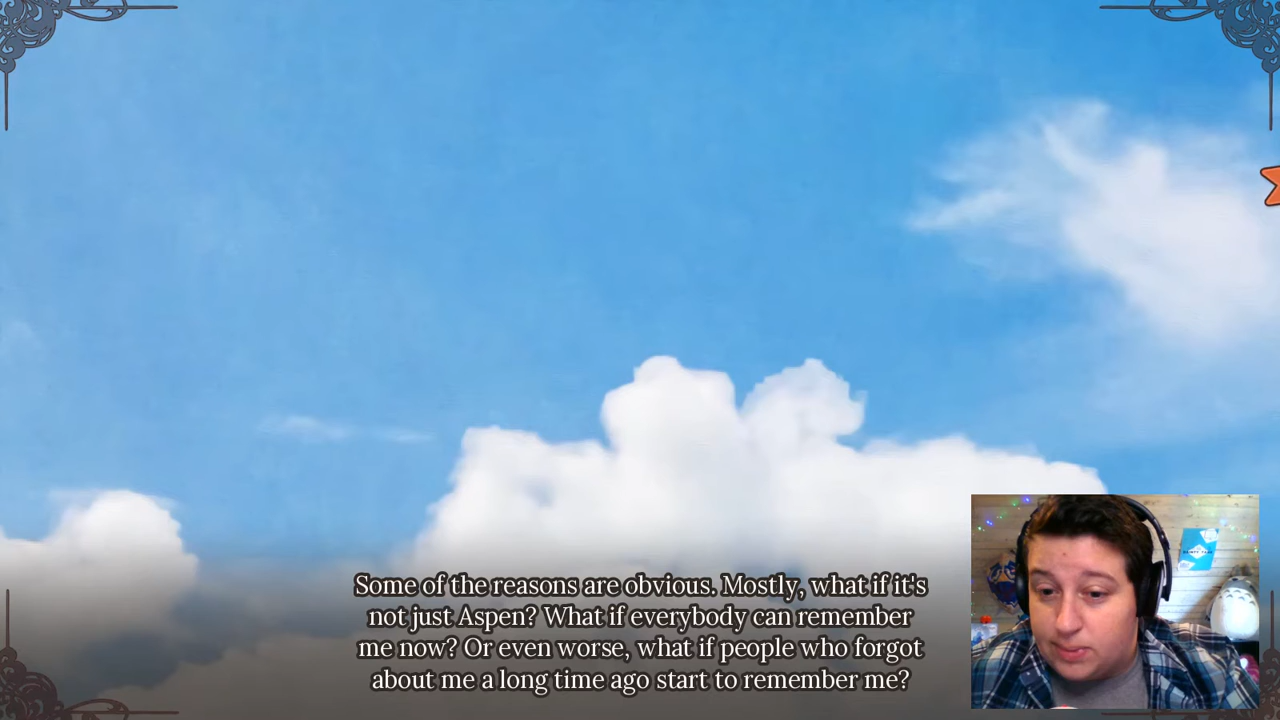 Some of the reasons are obvious. Mostly, what if it's
not just Aspen? What if everybody can remember
me now? Or even worse, what if people who forgot
about me a long time ago start to remember me?